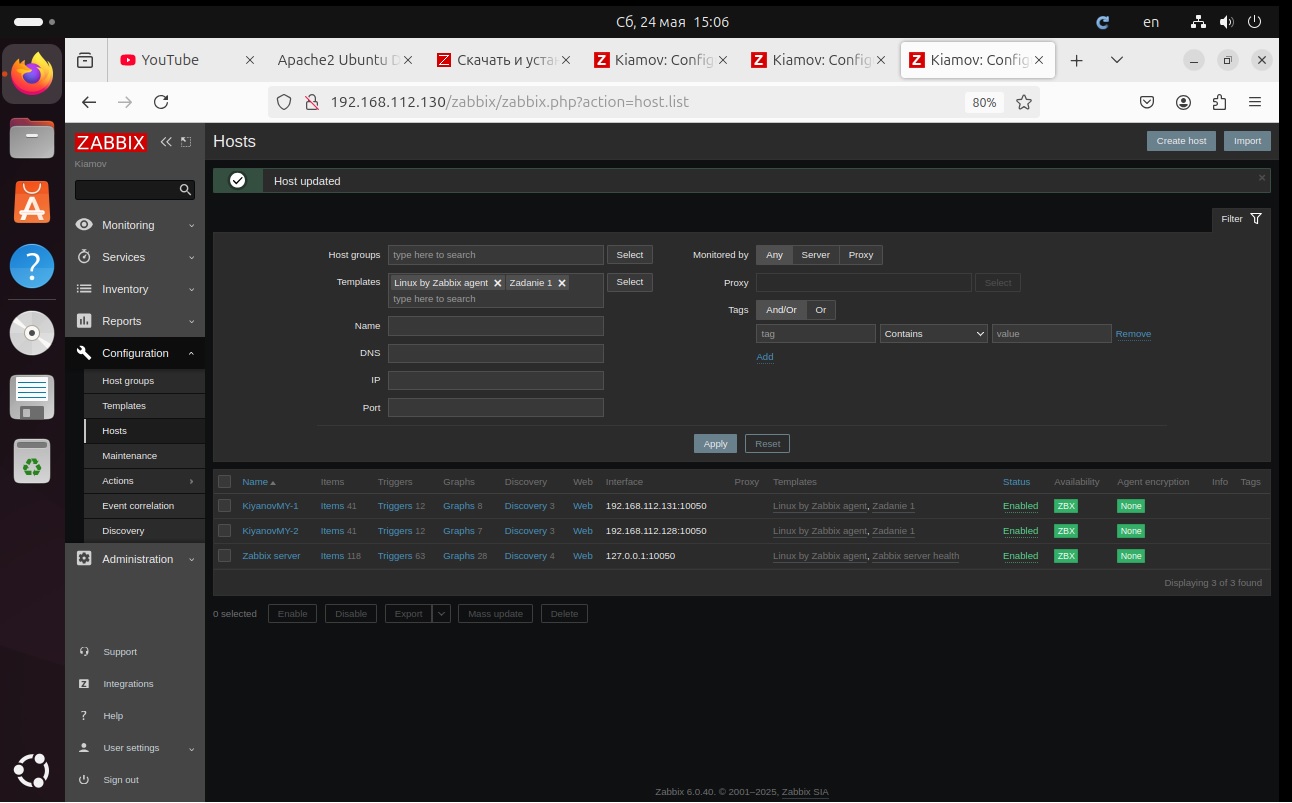 Сб, 24 мая 15:06
en
YouTube
Apache2 Ubuntu D
Скачать и устан
Kiamov: Config
Kiamov: Config
Kiamov: Config
192.168.112.130/zabbix/zabbix.php?action=host.list
80%
ZABBIX
Kiamov
Monitoring
Services
Inventory
Reports
Configuration
Host groups
Templates
Hosts
Maintenance
Actions
Event correlation
Discovery
Administration
Support
Integrations
Help
User settings
Sign out
Hosts
Create host
Import
Host updated
Filter
Host groups type here to search Select
Templates Linux by Zabbix agent Zadanie 1 Select
type here to search
Name
DNS
IP
Port
Monitored by Any Server Proxy
Proxy Select
Tags And/Or Or
tag Contains value Remove
Add
Apply Reset
Name Items Triggers Graphs Discovery Web Interface Proxy Templates Status Availability Agent encryption Info Tags
KiyanovMY-1 Items 41 Triggers 12 Graphs 8 Discovery 3 Web 192.168.112.131:10050 Linux by Zabbix agent, Zadanie 1 Enabled ZBX None
KiyanovMY-2 Items 41 Triggers 12 Graphs 7 Discovery 3 Web 192.168.112.128:10050 Linux by Zabbix agent, Zadanie 1 Enabled ZBX None
Zabbix server Items 118 Triggers 63 Graphs 28 Discovery 4 Web 127.0.0.1:10050 Linux by Zabbix agent, Zabbix server health Enabled ZBX None
Displaying 3 of 3 found
0 selected Enable Disable Export Mass update Delete
Zabbix 6.0.40. © 2001–2025, Zabbix SIA